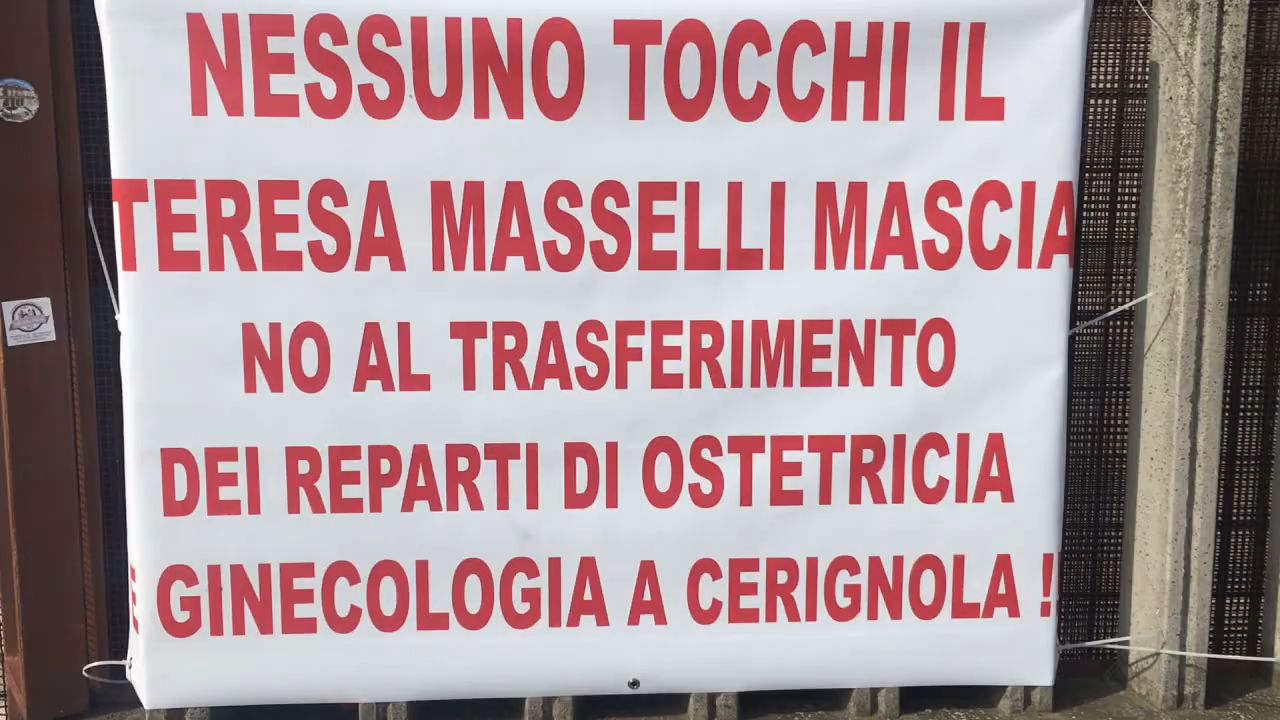 NESSUNO TOCCHI IL
TERESA MASSELLI MASCIA
NO AL TRASFERIMENTO
DEI REPARTI DI OSTETRICIA
E GINECOLOGIA A CERIGNOLA !